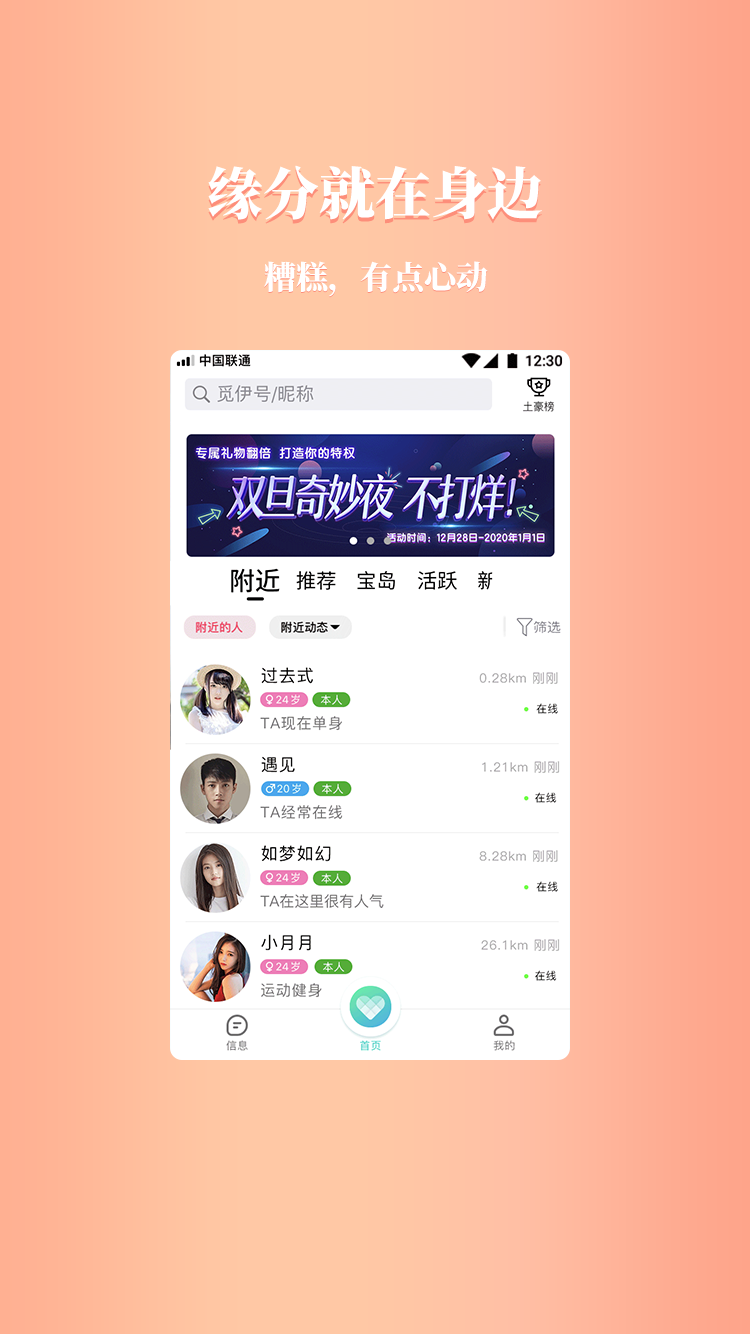 缘分就在身边
糟糕，有点心动
中国联通 12:30
觅伊号/昵称
土豪榜
专属礼物翻倍 打造你的特权
双旦奇妙夜 不打烊!
活动时间：12月28日-2020年1月1日
附近 推荐 宝岛 活跃 新
附近的人 附近动态 筛选
过去式 0.28km 刚刚
♀24岁 本人 在线
TA现在单身
遇见 1.21km 刚刚
♂20岁 本人 在线
TA经常在线
如梦如幻 8.28km 刚刚
♀24岁 本人 在线
TA在这里很有人气
小月月 26.1km 刚刚
♀24岁 本人 在线
运动健身
信息 首页 我的